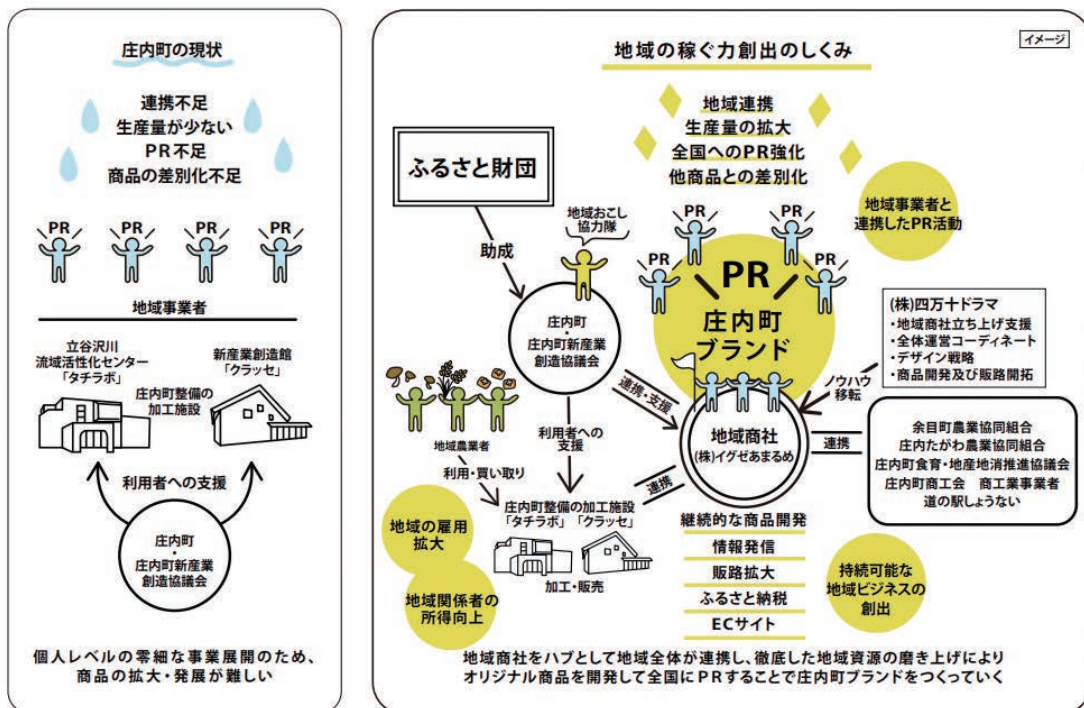 庄内町の現状
連携不足
生産量が少ない
PR不足
商品の差別化不足
PR
PR
PR
PR
地域事業者
立谷沢川
流域活性化センター
「タチラボ」
新産業創造館
「クラッセ」
庄内町整備の
加工施設
利用者への支援
庄内町
・
庄内町新産業
創造協議会
個人レベルの零細な事業展開のため、
商品の拡大・発展が難しい
イメージ
地域の稼ぐ力創出のしくみ
地域連携
生産量の拡大
全国へのPR強化
他商品との差別化
ふるさと財団
助成
地域おこし
協力隊
庄内町
・
庄内町新産業
創造協議会
地域事業者と
連携したPR活動
PR
PR
PR
PR
PR
庄内町
ブランド
(株)四万十ドラマ
・地域商社立ち上げ支援
・全体運営コーディネート
・デザイン戦略
・商品開発及び販路開拓
ノウハウ
移転
連携・支援
地域農業者
利用者への
支援
利用・買い取り
地域商社
(株)イグゼあまるめ
連携
余目町農業協同組合
庄内たがわ農業協同組合
庄内町食育・地産地消推進協議会
庄内町商工会 商工業事業者
道の駅しょうない
連携
庄内町整備の加工施設
「タチラボ」「クラッセ」
加工・販売
地域の雇用
拡大
地域関係者の
所得向上
継続的な商品開発
情報発信
販路拡大
ふるさと納税
ECサイト
持続可能な
地域ビジネスの
創出
地域商社をハブとして地域全体が連携し、徹底した地域資源の磨き上げにより
オリジナル商品を開発して全国にPRすることで庄内町ブランドをつくっていく